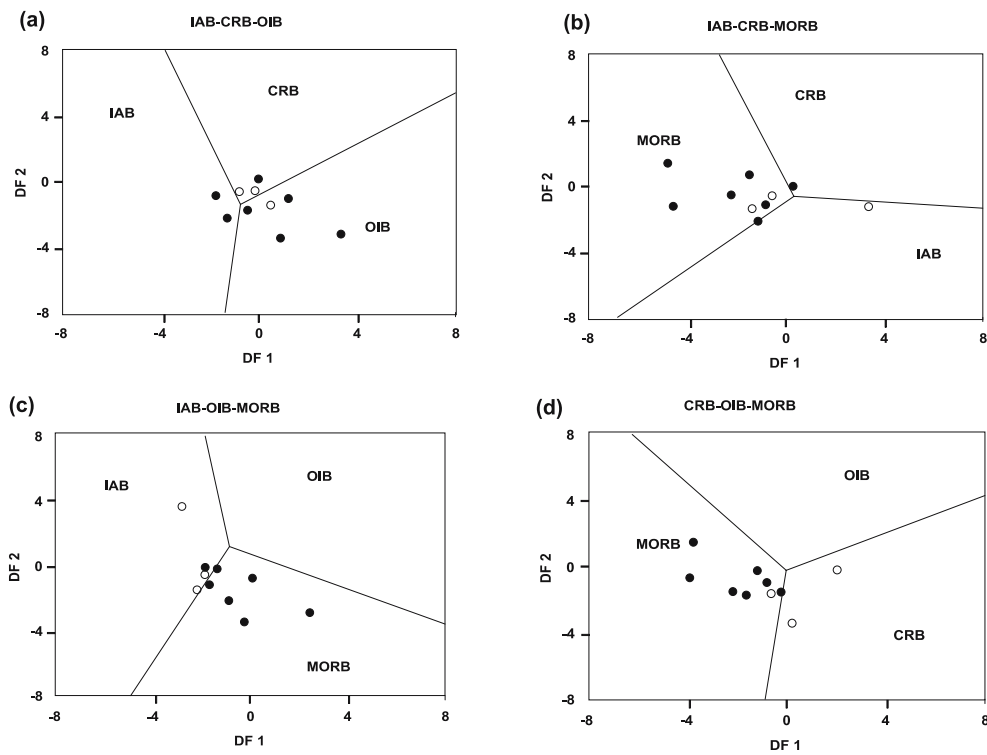 (a)
IAB-CRB-OIB
8
4
0
-4
-8
DF 2
IAB
CRB
OIB
-8
-4
0
4
8
DF 1
(b)
IAB-CRB-MORB
8
4
0
-4
-8
DF 2
CRB
MORB
IAB
-8
-4
0
4
8
DF 1
(c)
IAB-OIB-MORB
8
4
0
-4
-8
DF 2
OIB
IAB
MORB
-8
-4
0
4
8
DF 1
(d)
CRB-OIB-MORB
8
4
0
-4
-8
DF 2
OIB
MORB
CRB
-8
-4
0
4
8
DF 1